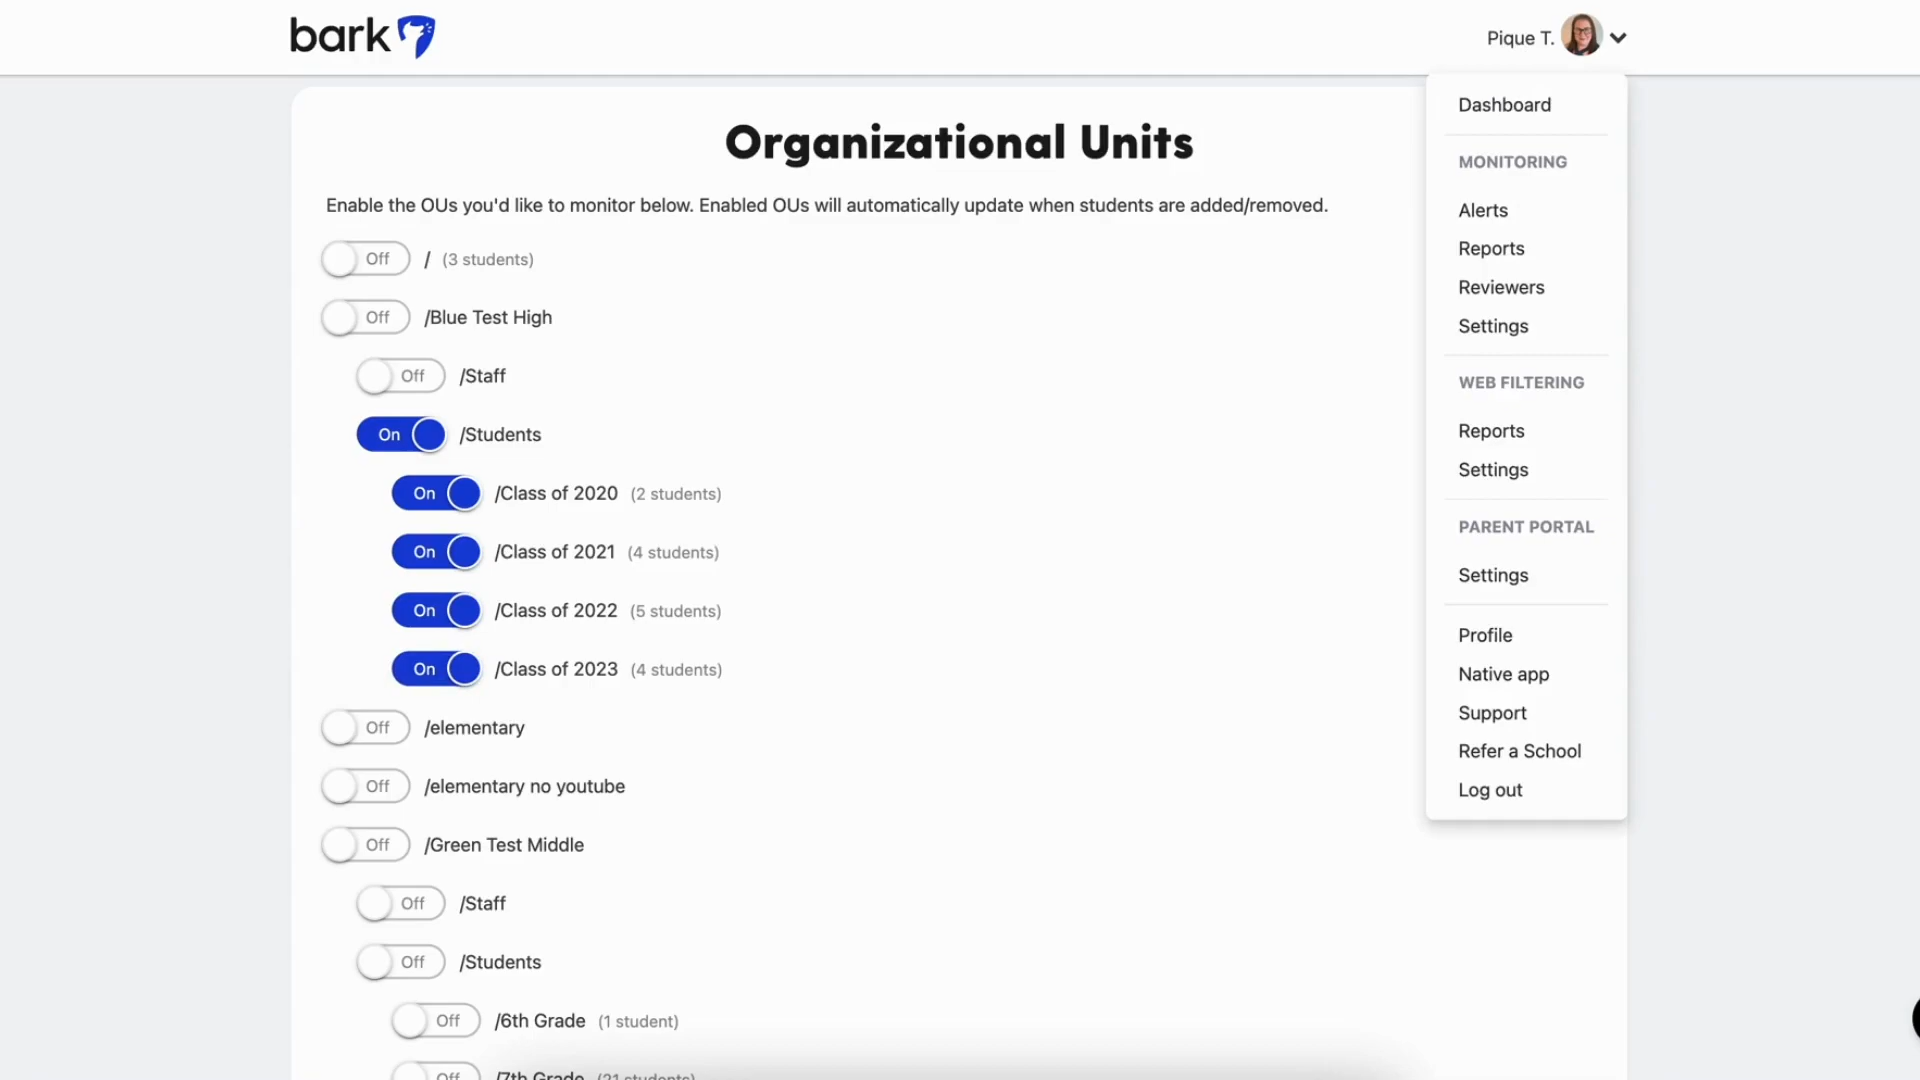 bark
Pique T.
Dashboard
MONITORING
Alerts
Reports
Reviewers
Settings
WEB FILTERING
Reports
Settings
PARENT PORTAL
Settings
Profile
Native app
Support
Refer a School
Log out
Organizational Units
Enable the OUs you'd like to monitor below. Enabled OUs will automatically update when students are added/removed.
Off / (3 students)
Off /Blue Test High
Off /Staff
On /Students
On /Class of 2020 (2 students)
On /Class of 2021 (4 students)
On /Class of 2022 (5 students)
On /Class of 2023 (4 students)
Off /elementary
Off /elementary no youtube
Off /Green Test Middle
Off /Staff
Off /Students
Off /6th Grade (1 student)
Off /7th Grade (21 students)